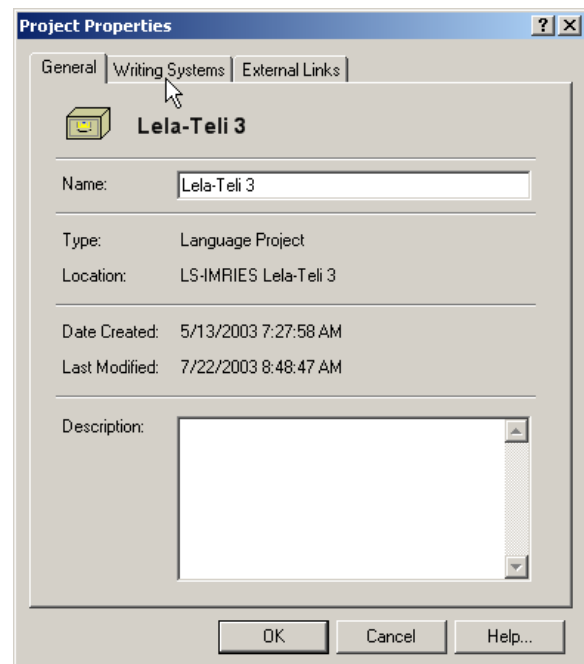 Project Properties
General Writing Systems External Links
Lela-Teli 3
Name: Lela-Teli 3
Type: Language Project
Location: LS-IMRIES Lela-Teli 3
Date Created: 5/13/2003 7:27:58 AM
Last Modified: 7/22/2003 8:48:47 AM
Description:
OK Cancel Help...